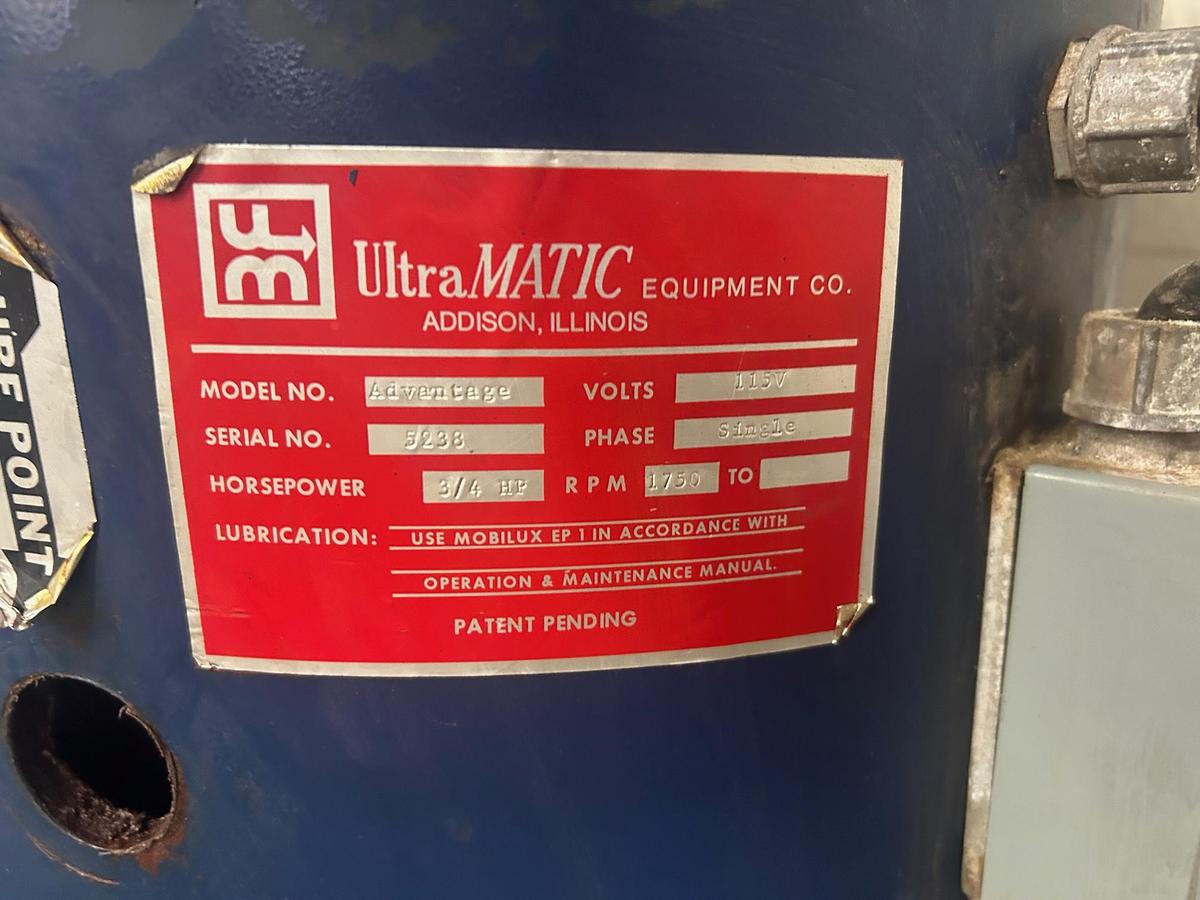 UltraMATIC EQUIPMENT CO.
ADDISON, ILLINOIS
MODEL NO. Advantage VOLTS 115V
SERIAL NO. 5238 PHASE Single
HORSEPOWER 3/4 HP RPM 1750 TO
LUBRICATION: USE MOBILUX EP 1 IN ACCORDANCE WITH
OPERATION & MAINTENANCE MANUAL.
PATENT PENDING
POINT